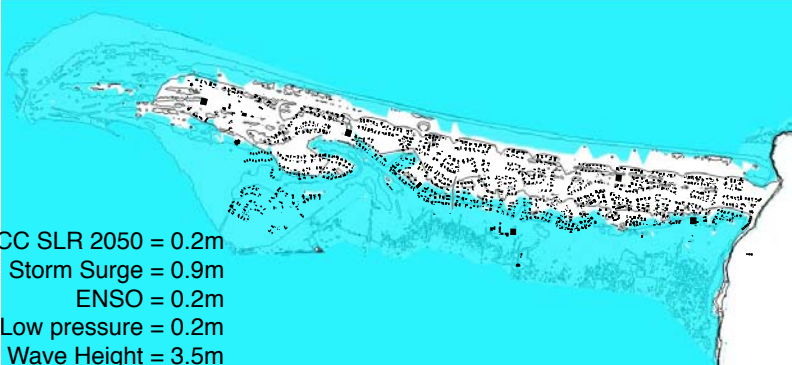 CC SLR 2050 = 0.2m
Storm Surge = 0.9m
ENSO = 0.2m
Low pressure = 0.2m
Wave Height = 3.5m